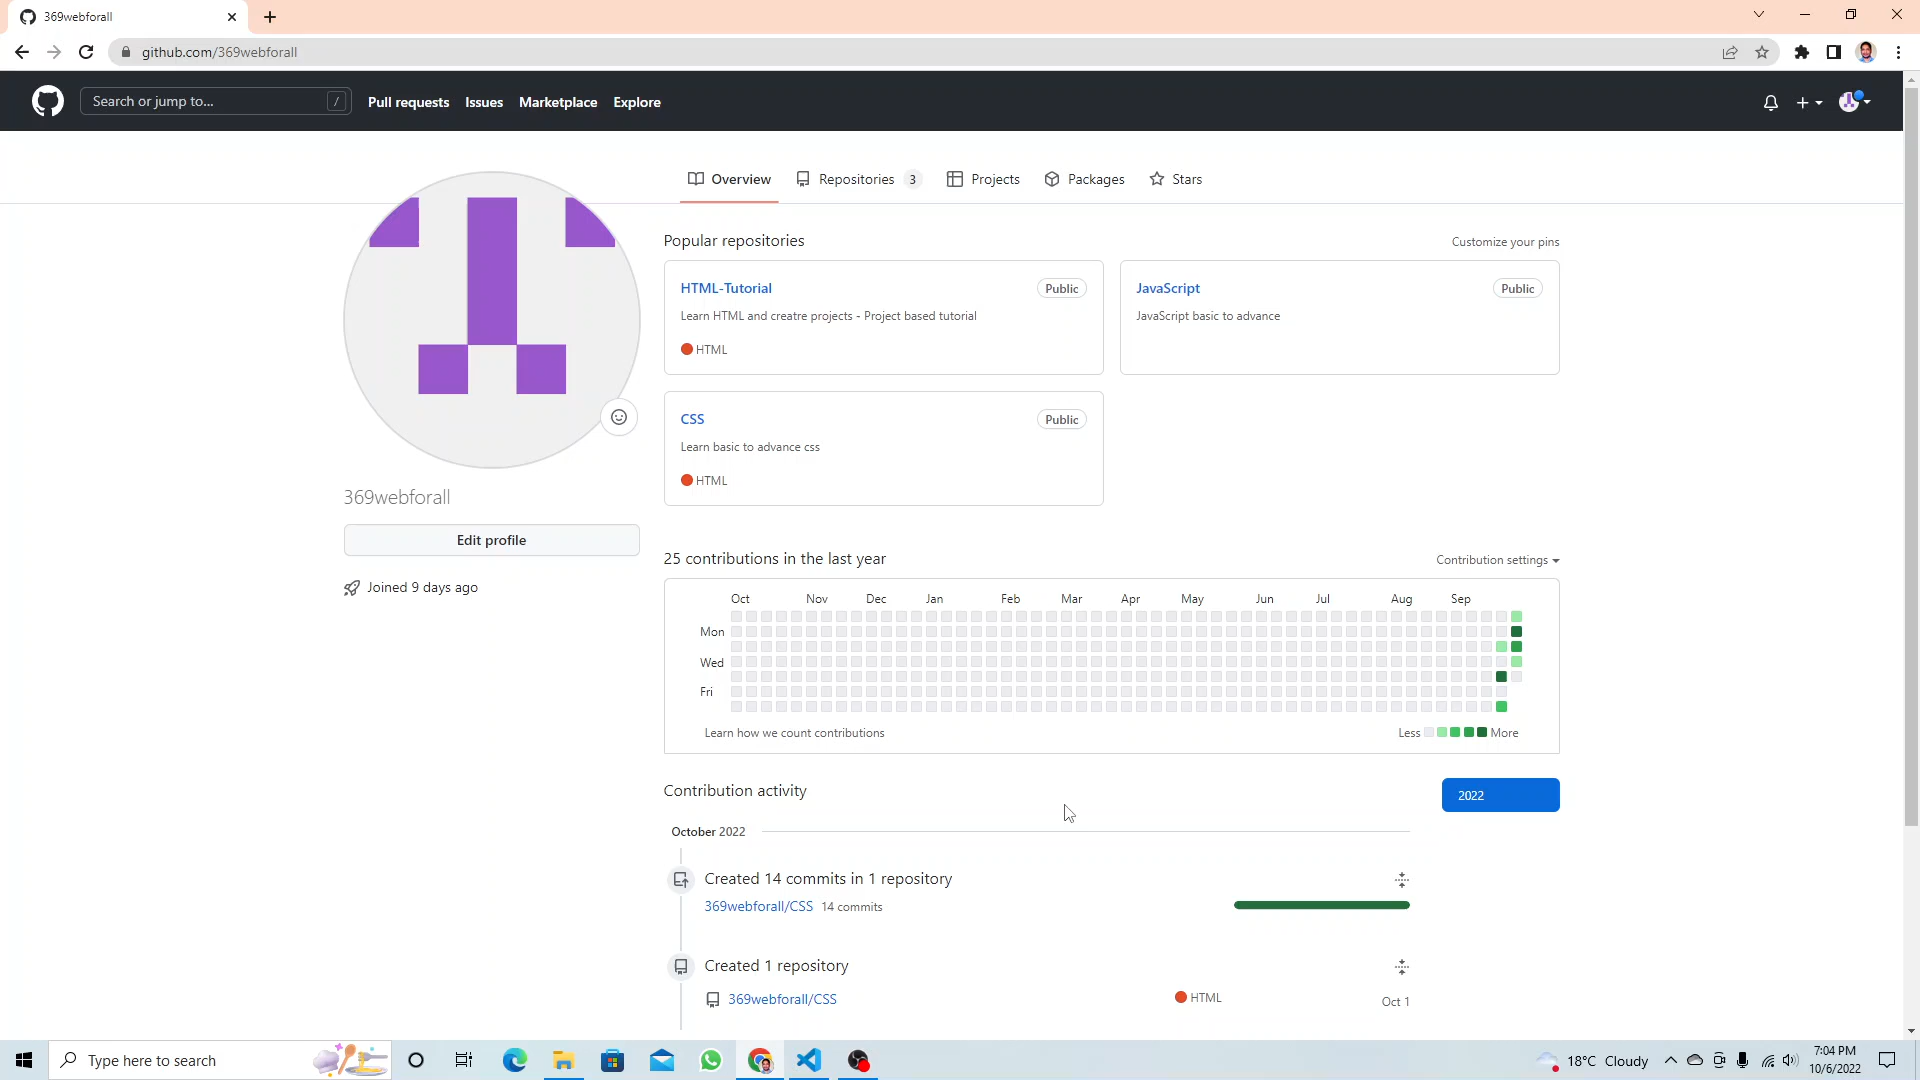 369webforall
github.com/369webforall
Search or jump to... /
Pull requests Issues Marketplace Explore
Overview Repositories 3 Projects Packages Stars
Popular repositories Customize your pins
HTML-Tutorial Public
Learn HTML and creatre projects - Project based tutorial
HTML
JavaScript Public
JavaScript basic to advance
CSS Public
Learn basic to advance css
HTML
369webforall
Edit profile
Joined 9 days ago
25 contributions in the last year Contribution settings
Oct Nov Dec Jan Feb Mar Apr May Jun Jul Aug Sep
Mon
Wed
Fri
Learn how we count contributions Less More
Contribution activity 2022
October 2022
Created 14 commits in 1 repository
369webforall/CSS 14 commits
Created 1 repository
369webforall/CSS HTML Oct 1
Type here to search 18°C Cloudy 7:04 PM
10/6/2022